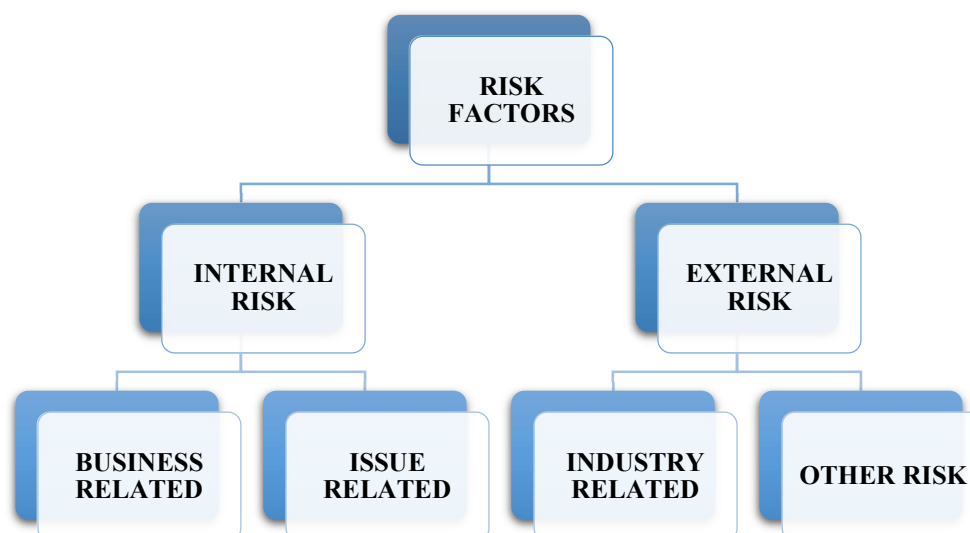 RISK
FACTORS
INTERNAL
RISK
EXTERNAL
RISK
BUSINESS
RELATED
ISSUE
RELATED
INDUSTRY
RELATED
OTHER RISK